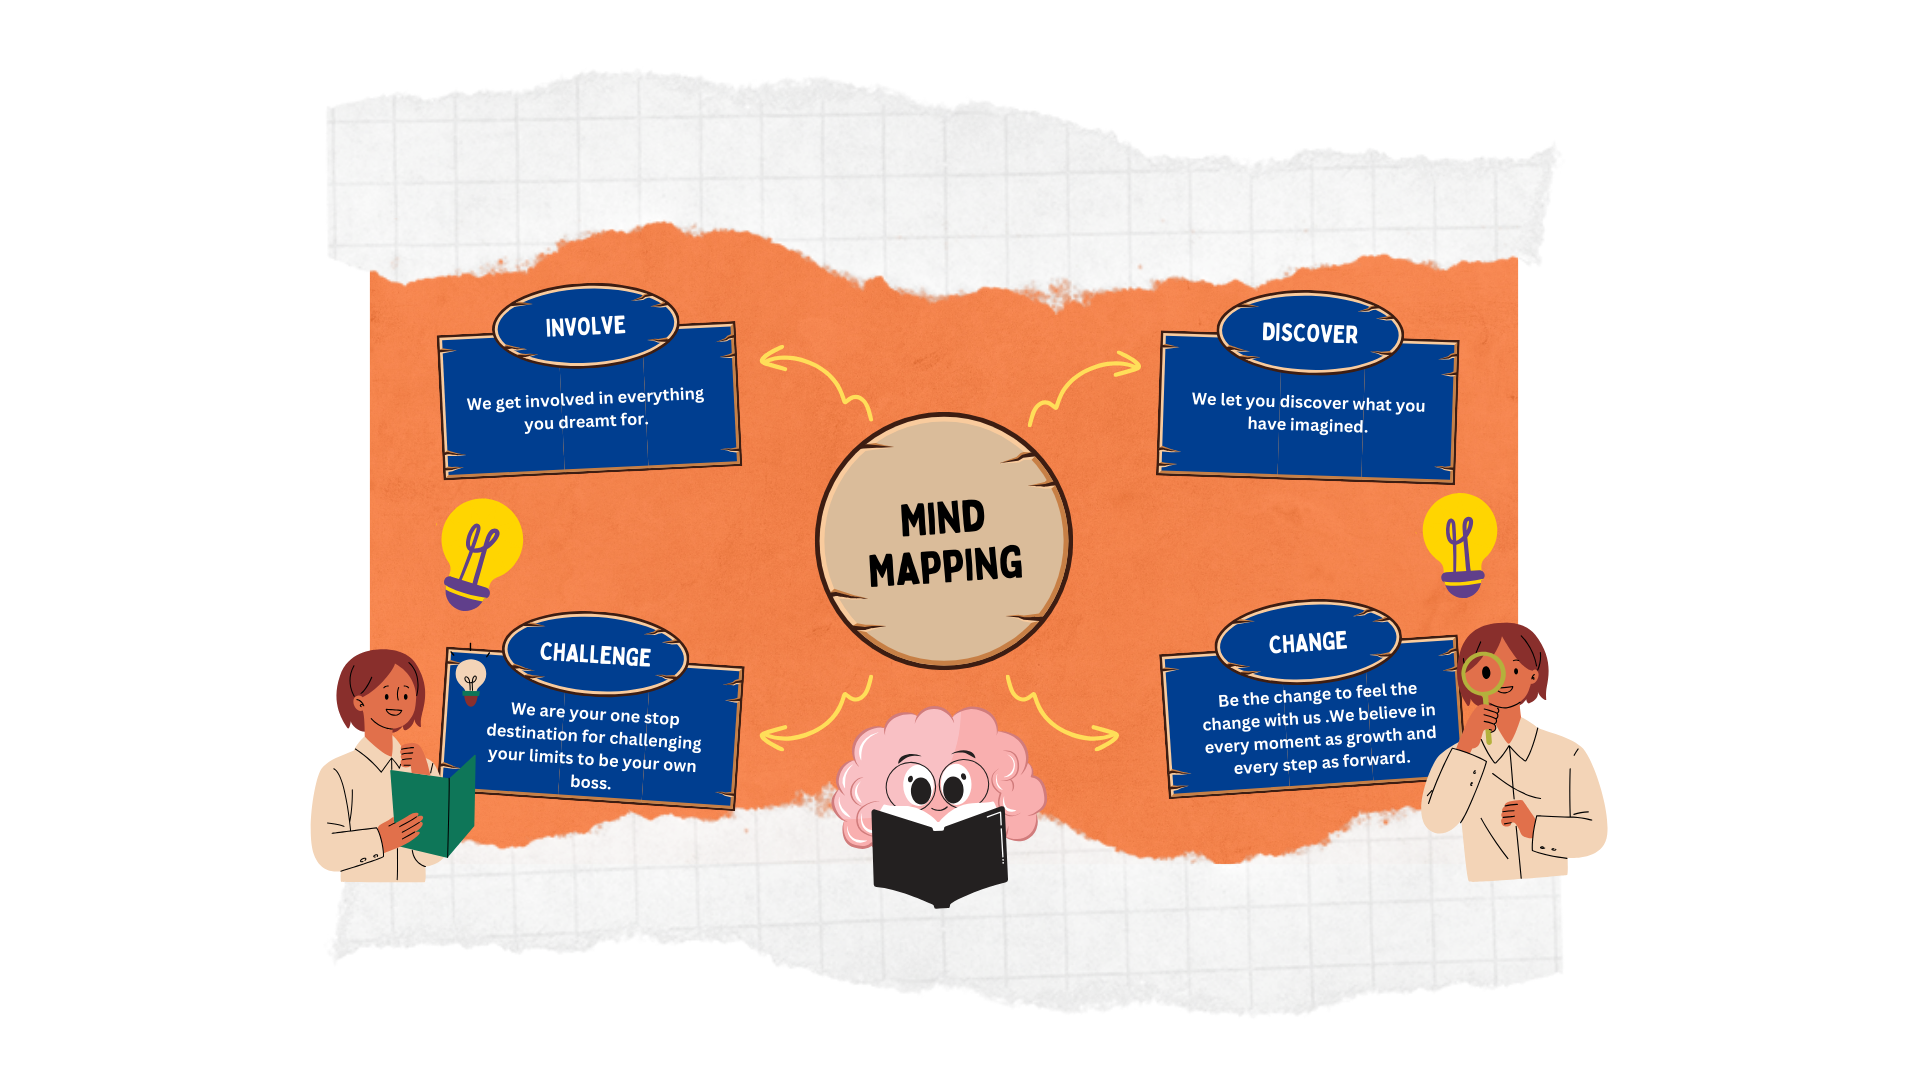 INVOLVE
We get involved in everything
you dreamt for.
DISCOVER
We let you discover what you
have imagined.
MIND
MAPPING
CHALLENGE
We are your one stop
destination for challenging
your limits to be your own
boss.
CHANGE
Be the change to feel the
change with us .We believe in
every moment as growth and
every step as forward.